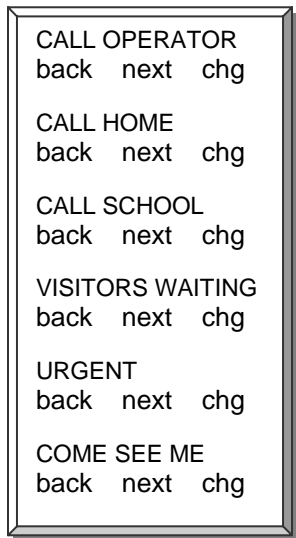 CALL OPERATOR
back next chg
CALL HOME
back next chg
CALL SCHOOL
back next chg
VISITORS WAITING
back next chg
URGENT
back next chg
COME SEE ME
back next chg